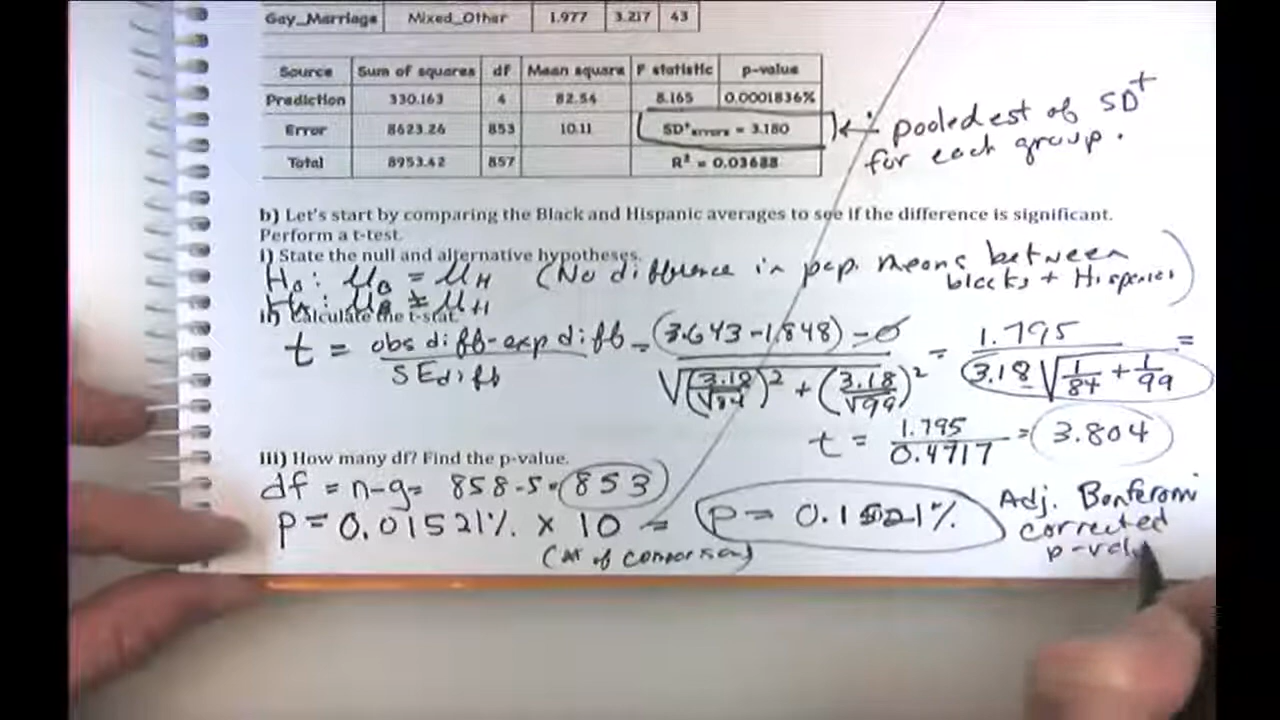 Gay_Marriage Mixed_Other 1.977 3.217 43
Source Sum of squares df Mean square F statistic p-value
Prediction 330.163 4 82.54 8.165 0.0001836%
Error 8623.26 853 10.11 SD⁺errors = 3.180
Total 8953.42 857 R² = 0.03688
← pooled est of SD⁺
for each group.
b) Let's start by comparing the Black and Hispanic averages to see if the difference is significant.
Perform a t-test.
i) State the null and alternative hypotheses.
H₀: μB = μH (No difference in pop. means between
blacks + Hispanics)
HA: μB ≠ μH
ii) Calculate the t-stat.
t = obs diff-exp diff / SE diff = (3.643-1.848)-0 / √((3.18/√84)² + (3.18/√99)²) = 1.795 / 3.18 √(1/84 + 1/99) =
t = 1.795 / 0.4717 = 3.804
iii) How many df? Find the p-value.
df = n-g = 858-5 = 853
p = 0.01521% × 10 = p = 0.1521%
(# of comparison)
Adj. Bonferroni
corrected
p-valu